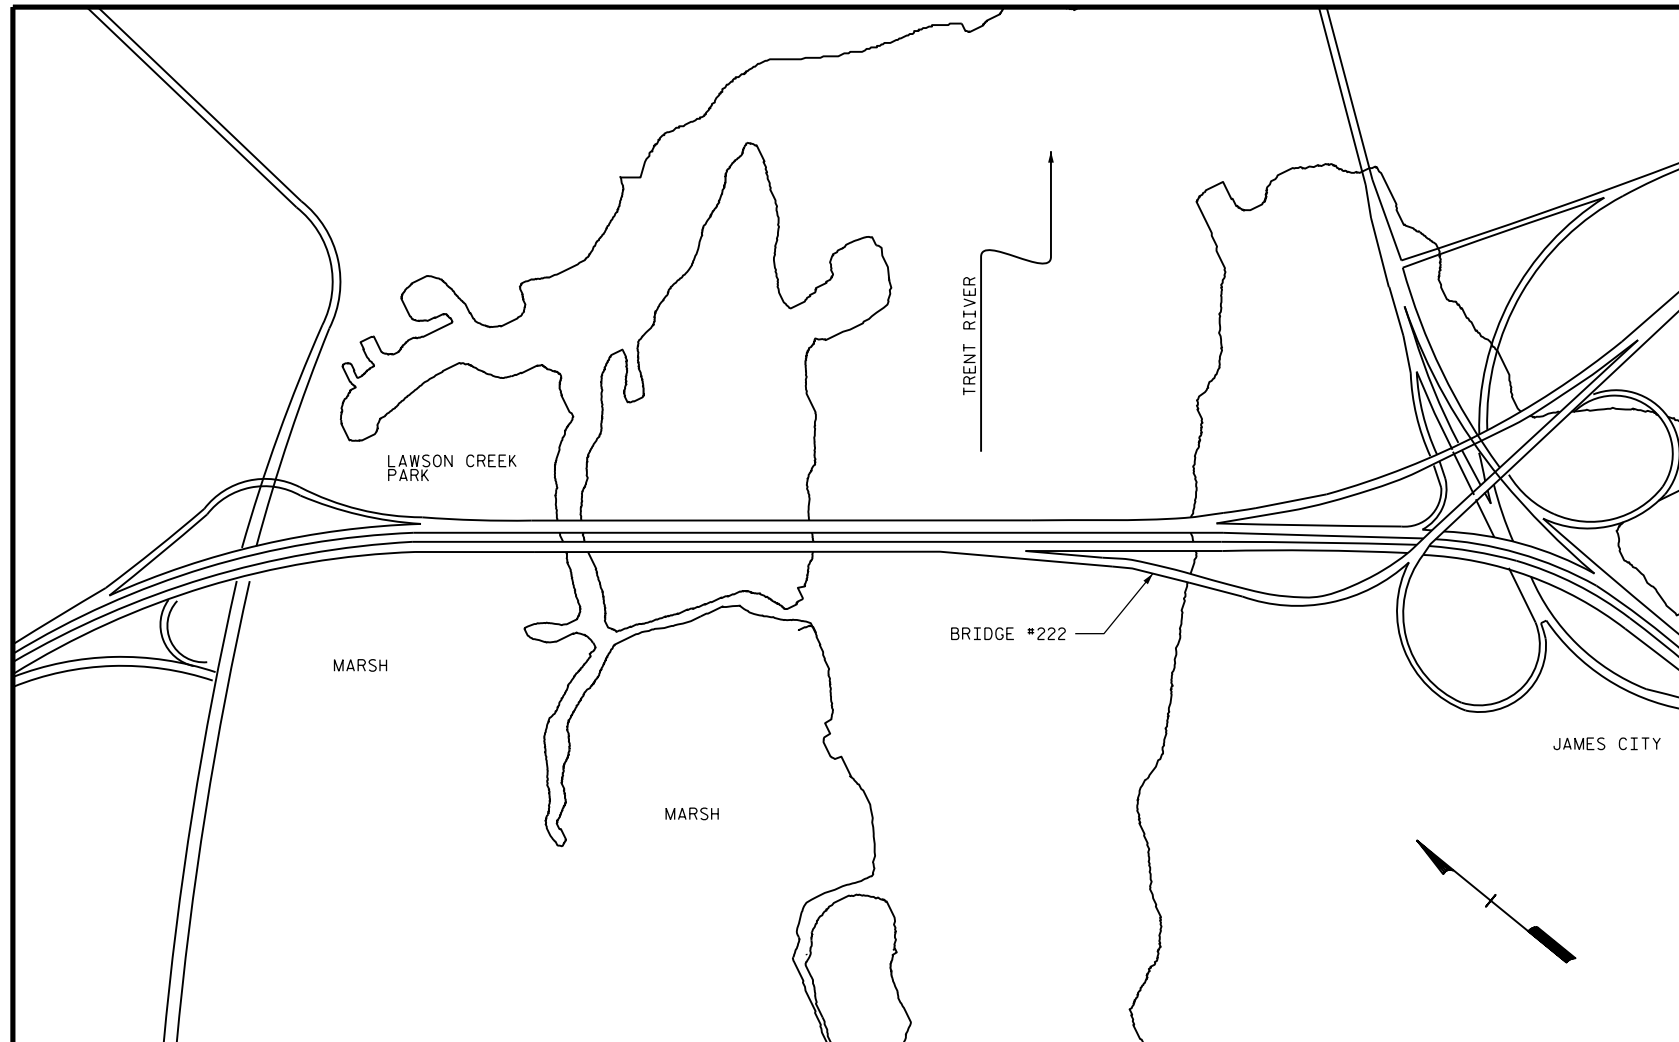 TRENT RIVER
LAWSON CREEK
PARK
BRIDGE #222
MARSH
JAMES CITY
MARSH